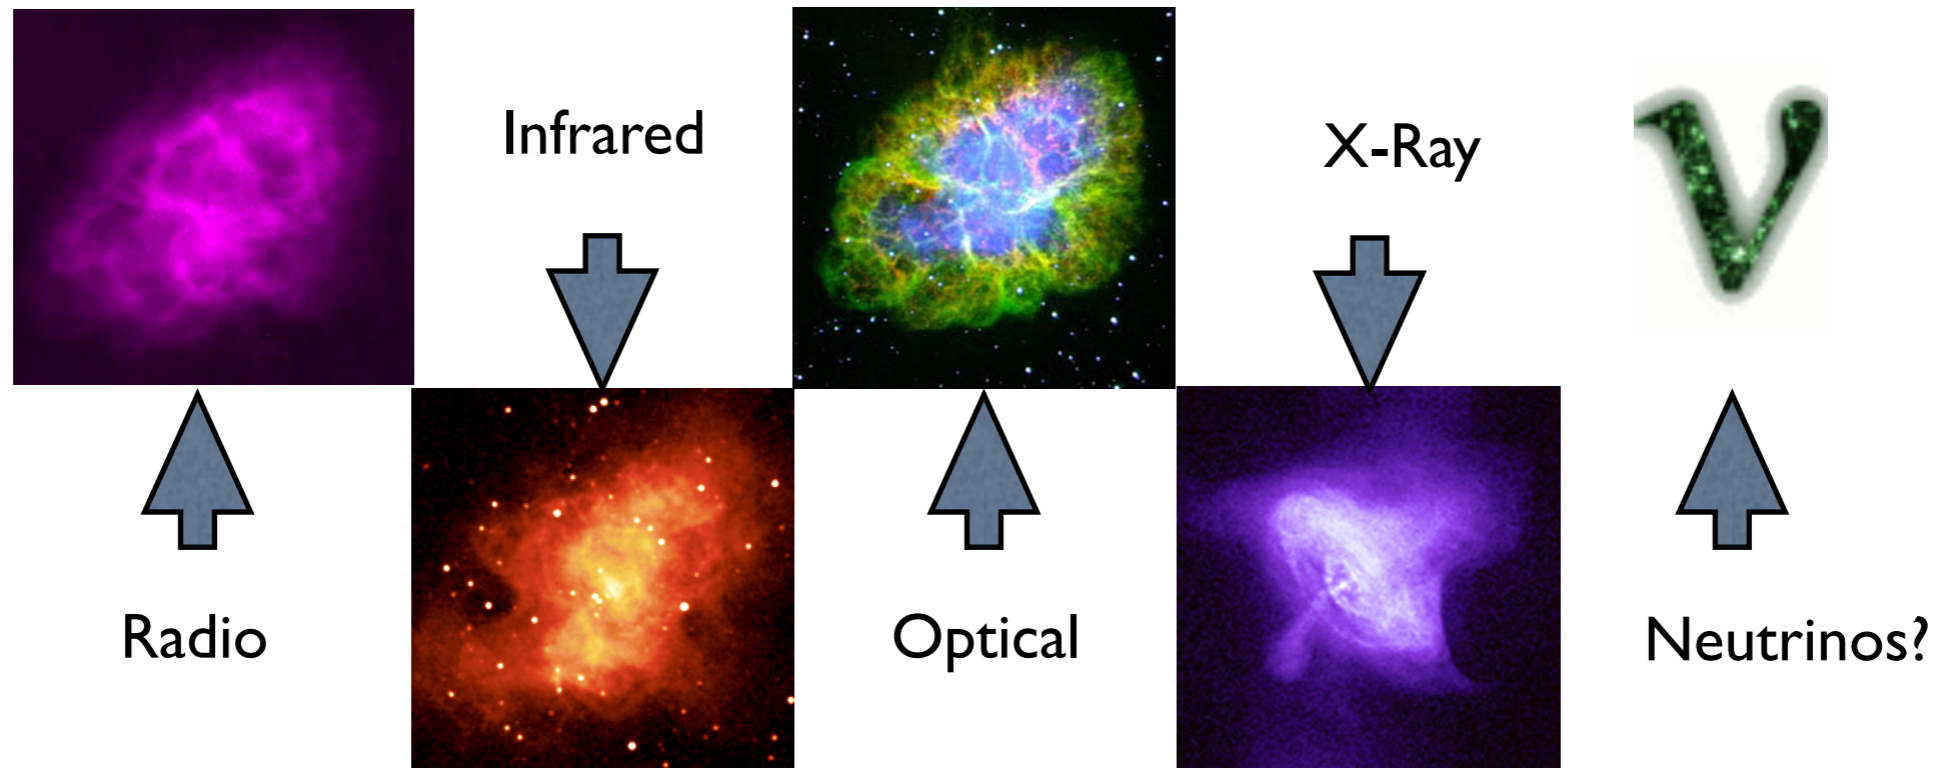 Infrared
X-Ray
ν
Radio
Optical
Neutrinos?